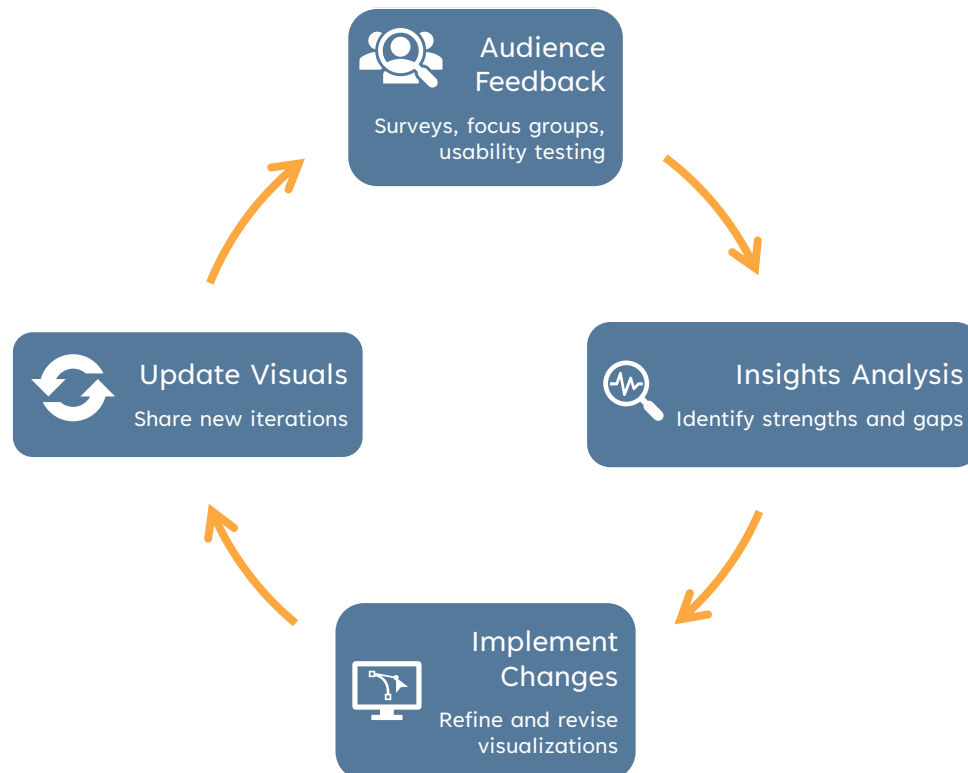 Audience
Feedback
Surveys, focus groups,
usability testing
Insights Analysis
Identify strengths and gaps
Implement
Changes
Refine and revise
visualizations
Update Visuals
Share new iterations